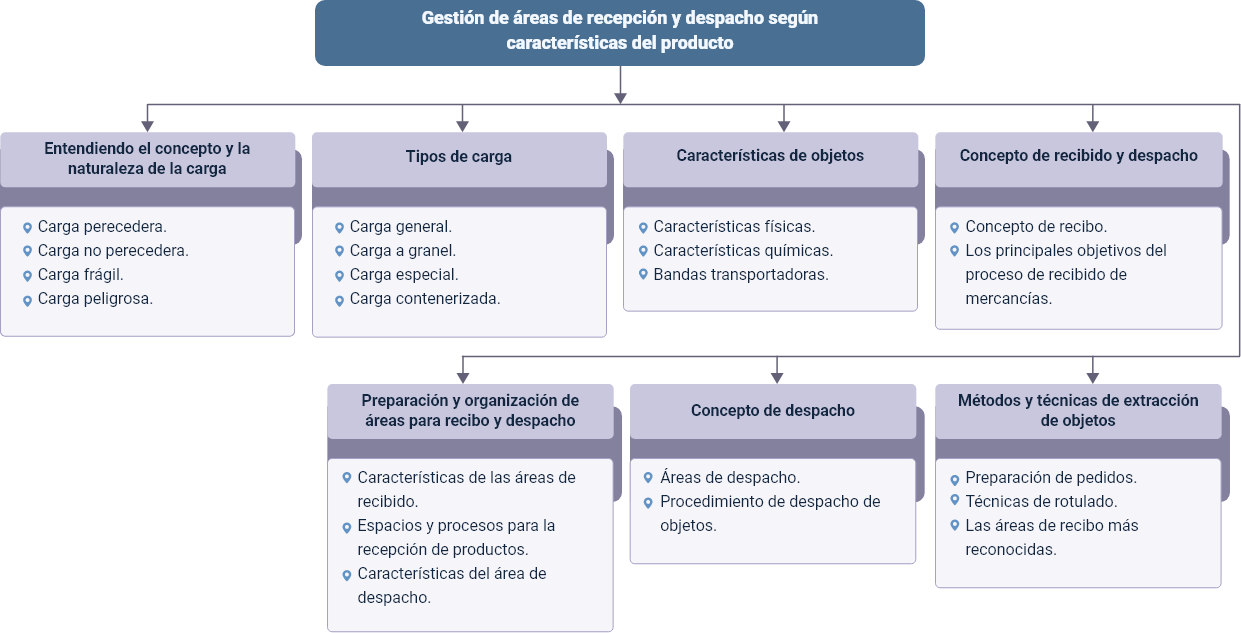 Gestión de áreas de recepción y despacho según
características del producto
Entendiendo el concepto y la
naturaleza de la carga
Carga perecedera.
Carga no perecedera.
Carga frágil.
Carga peligrosa.
Tipos de carga
Carga general.
Carga a granel.
Carga especial.
Carga contenerizada.
Características de objetos
Características físicas.
Características químicas.
Bandas transportadoras.
Concepto de recibido y despacho
Concepto de recibo.
Los principales objetivos del
proceso de recibido de
mercancías.
Preparación y organización de
áreas para recibo y despacho
Características de las áreas de
recibido.
Espacios y procesos para la
recepción de productos.
Características del área de
despacho.
Concepto de despacho
Áreas de despacho.
Procedimiento de despacho de
objetos.
Métodos y técnicas de extracción
de objetos
Preparación de pedidos.
Técnicas de rotulado.
Las áreas de recibo más
reconocidas.